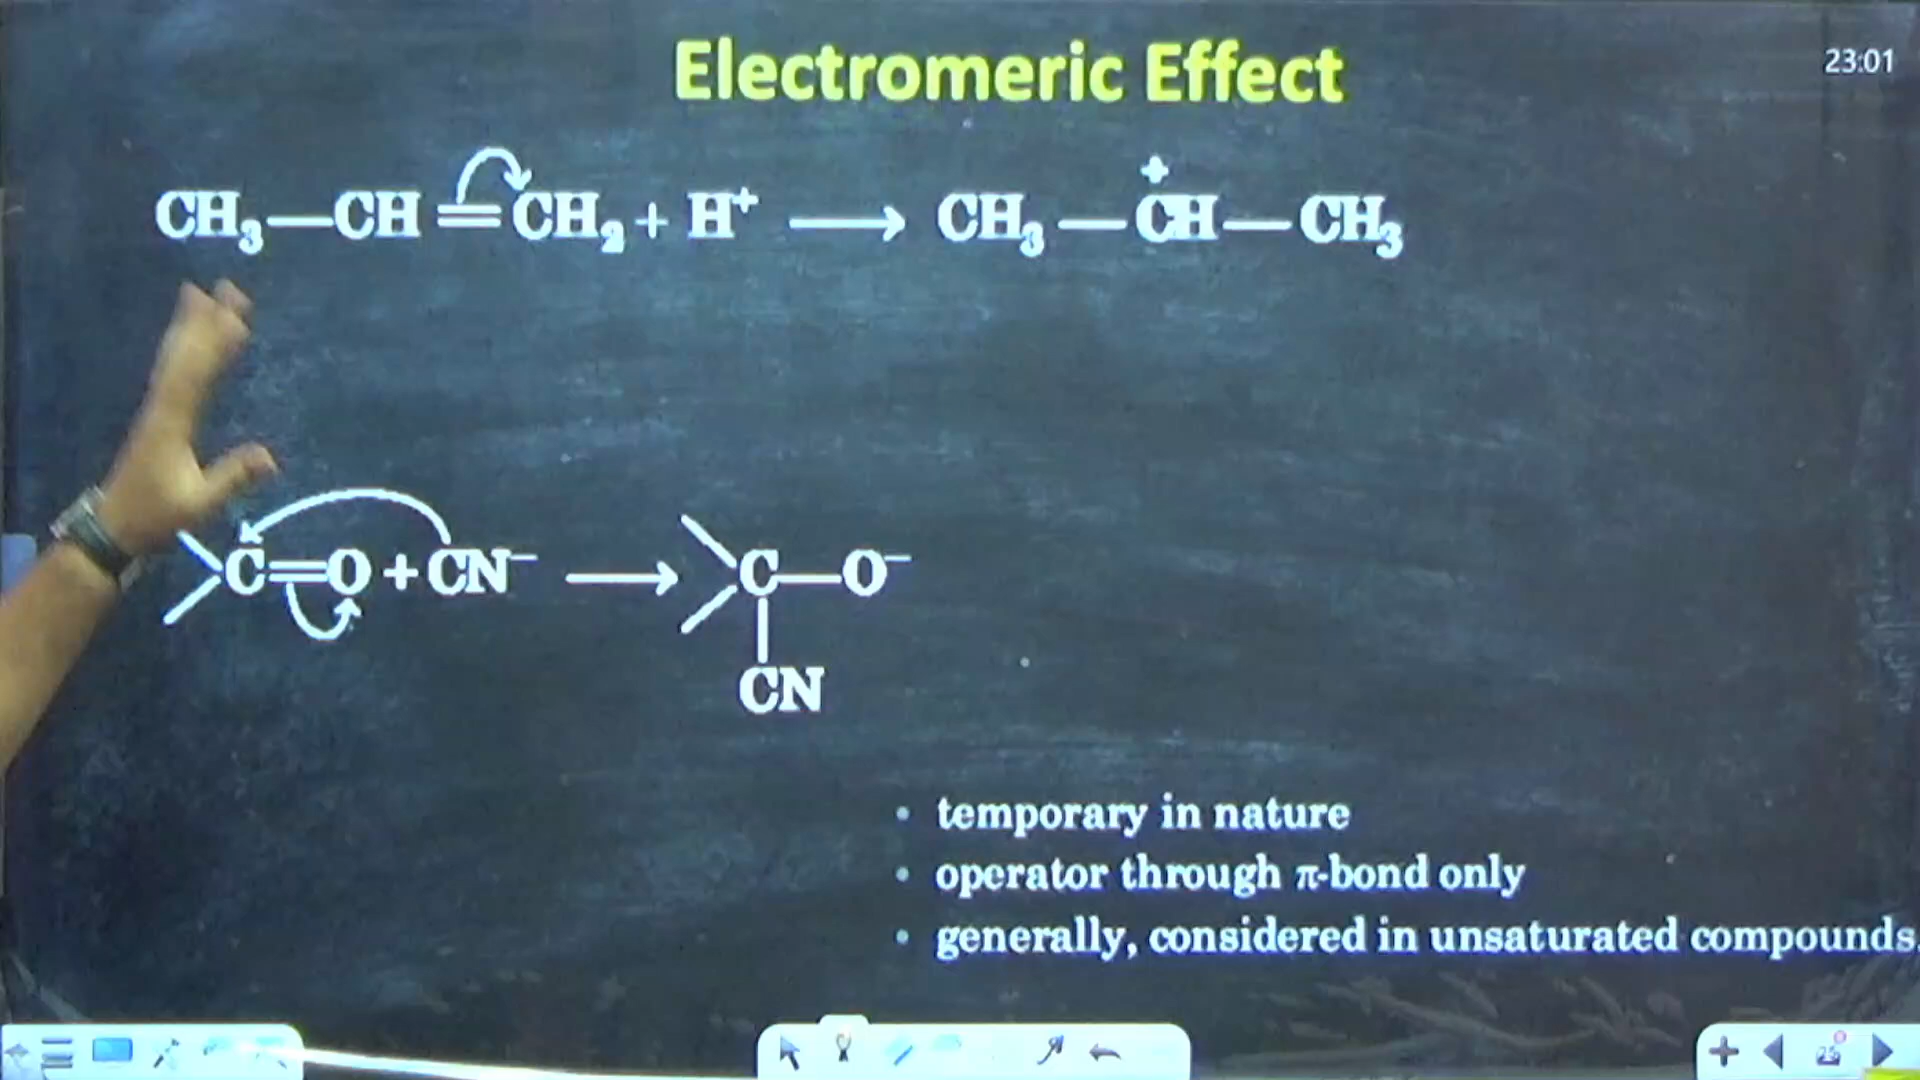 Electromeric Effect
23:01
CH₃—CH=CH₂ + H⁺ ⟶ CH₃—C⁺H—CH₃
C=O + CN⁻ ⟶ C—O⁻
CN
• temporary in nature
• operator through π-bond only
• generally, considered in unsaturated compounds.